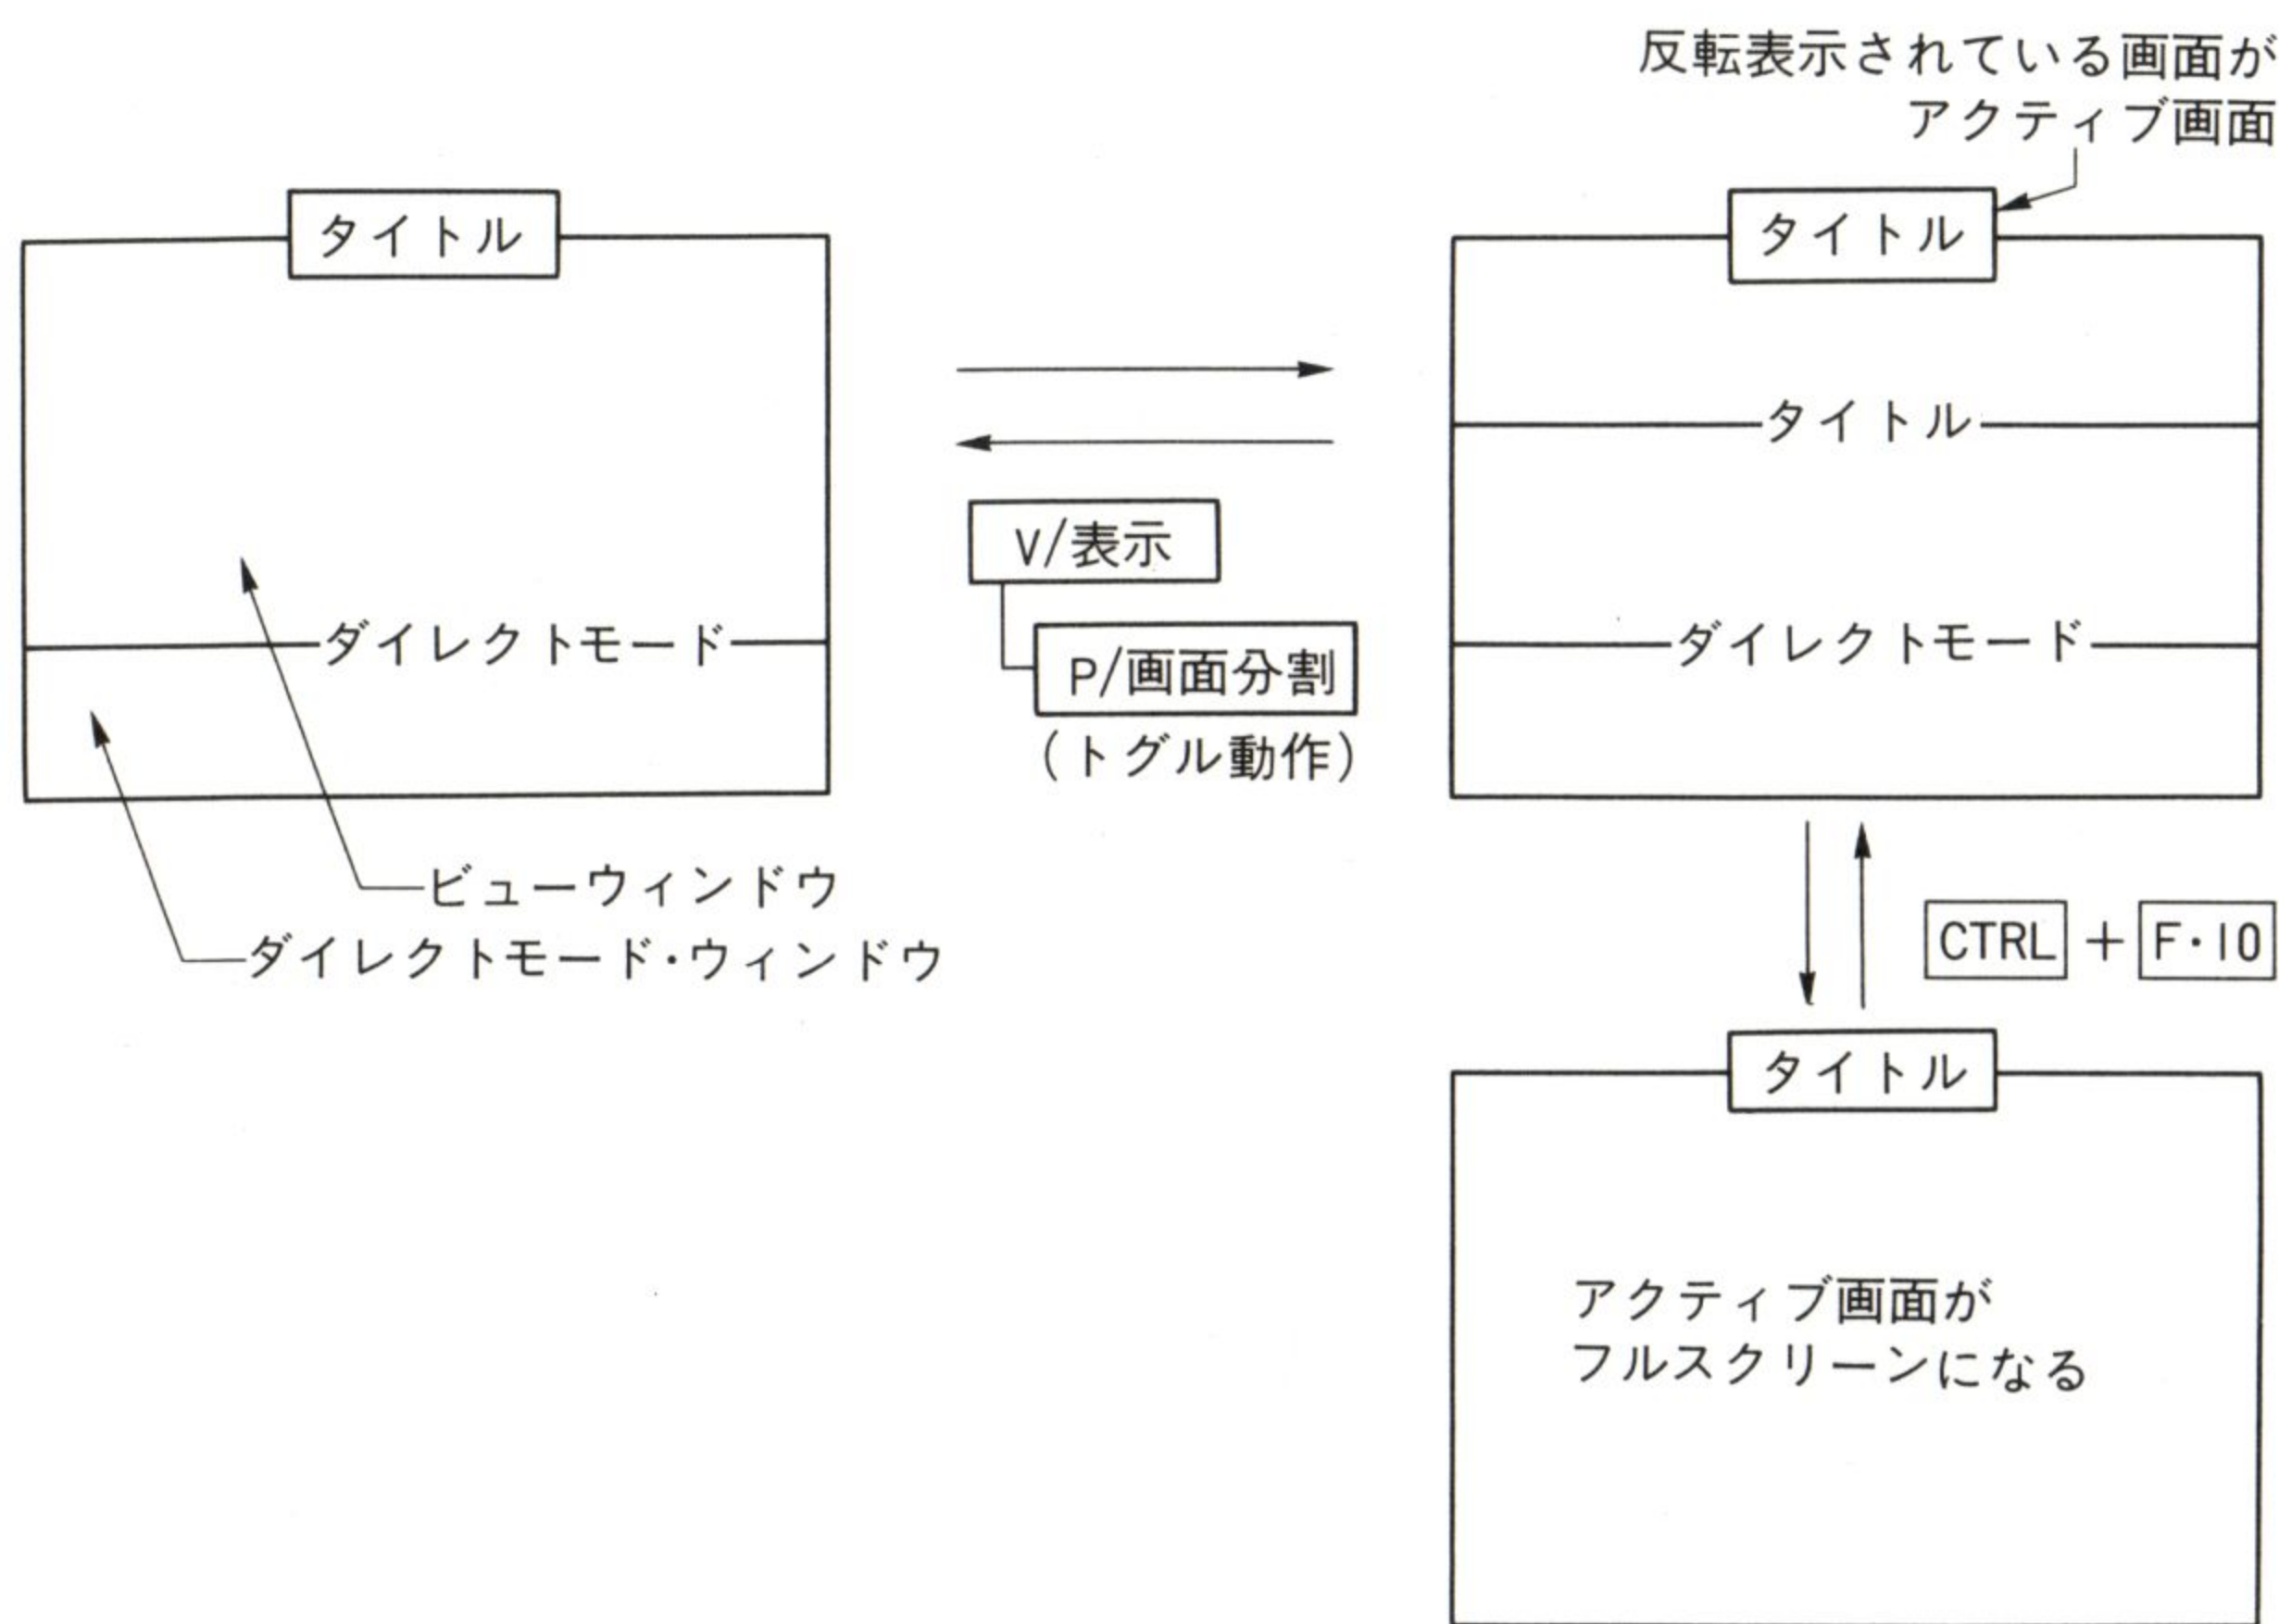 反転表示されている画面が
アクティブ画面
タイトル
ダイレクトモード
ビューウィンドウ
ダイレクトモード・ウィンドウ
V/表示
P/画面分割
(トグル動作)
タイトル
タイトル
ダイレクトモード
CTRL + F・10
タイトル
アクティブ画面が
フルスクリーンになる